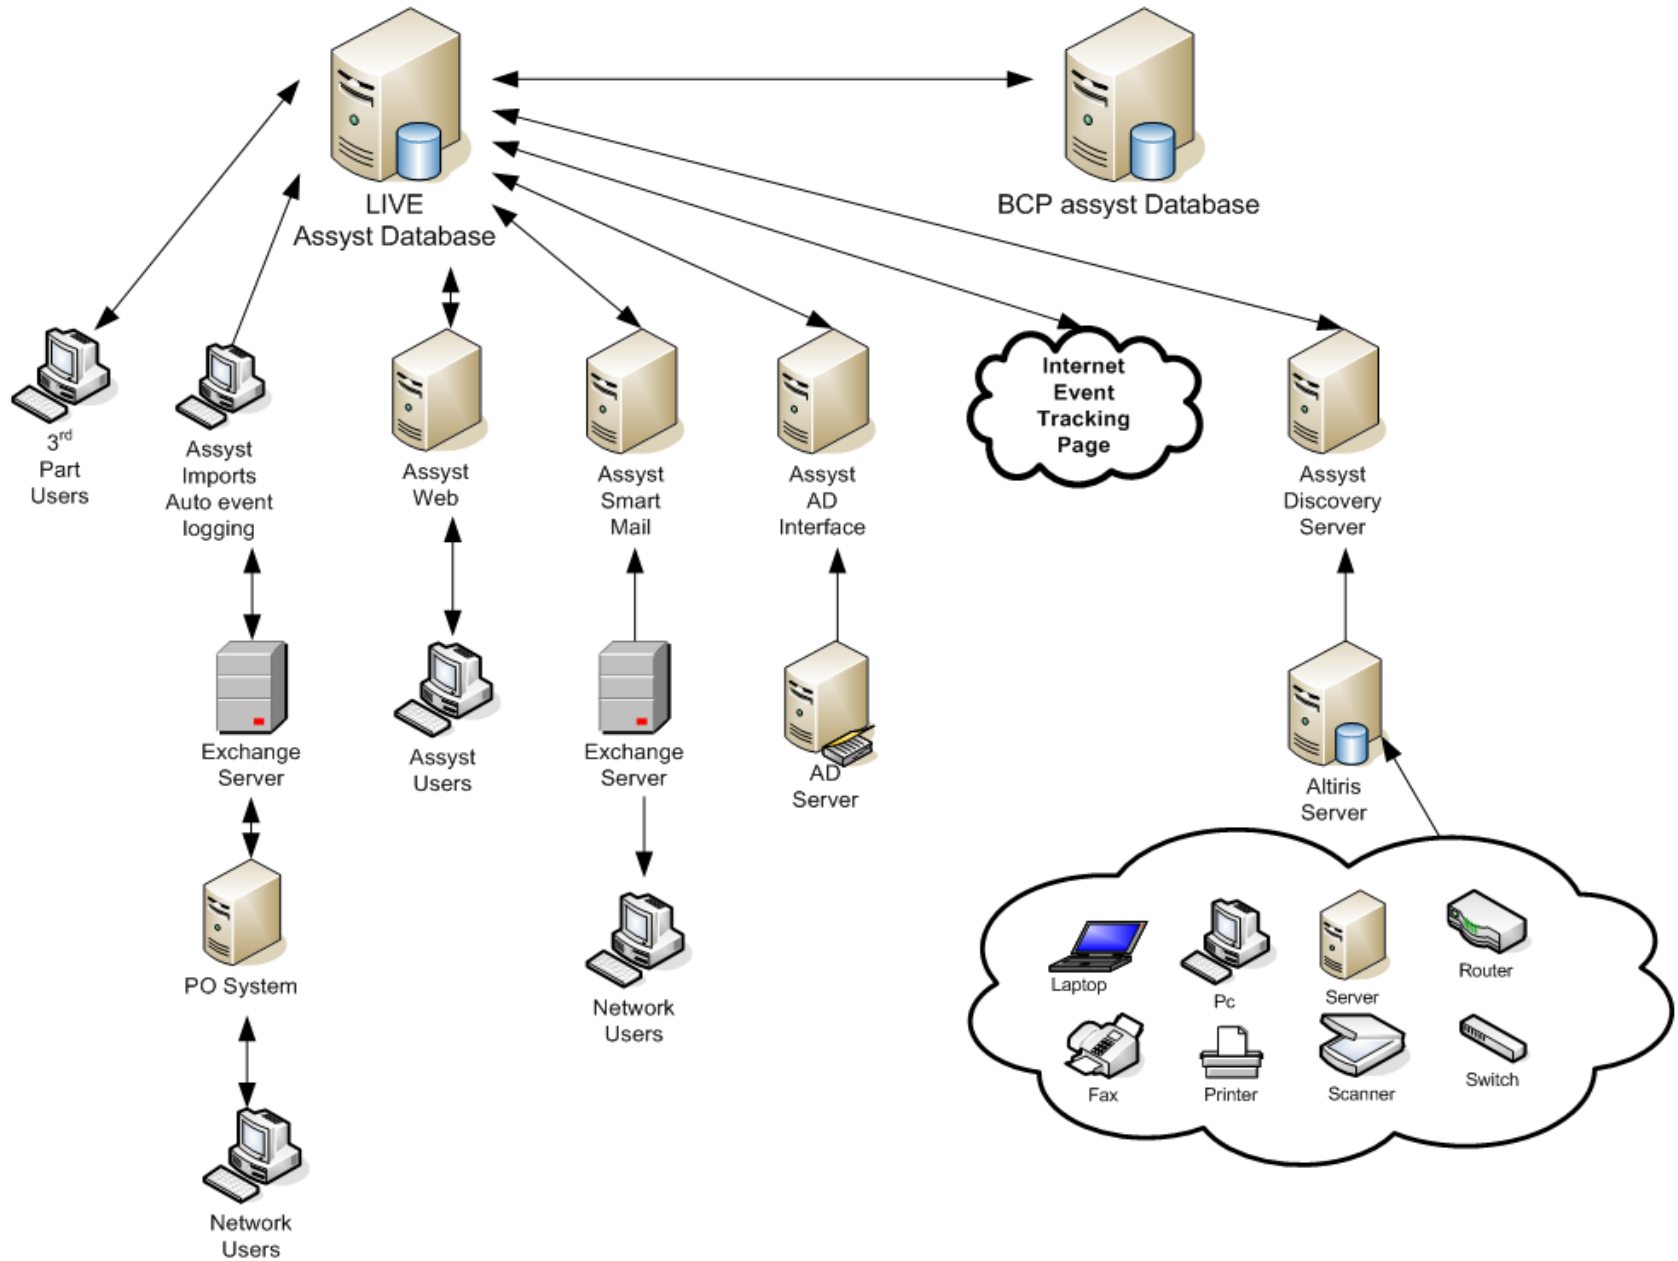 LIVE
Assyst Database
BCP assyst Database
3rd
Part
Users
Assyst
Imports
Auto event
logging
Assyst
Web
Assyst
Smart
Mail
Assyst
AD
Interface
Internet
Event
Tracking
Page
Assyst
Discovery
Server
Exchange
Server
Assyst
Users
Exchange
Server
AD
Server
Altiris
Server
PO System
Network
Users
Network
Users
Laptop
Pc
Server
Router
Fax
Printer
Scanner
Switch